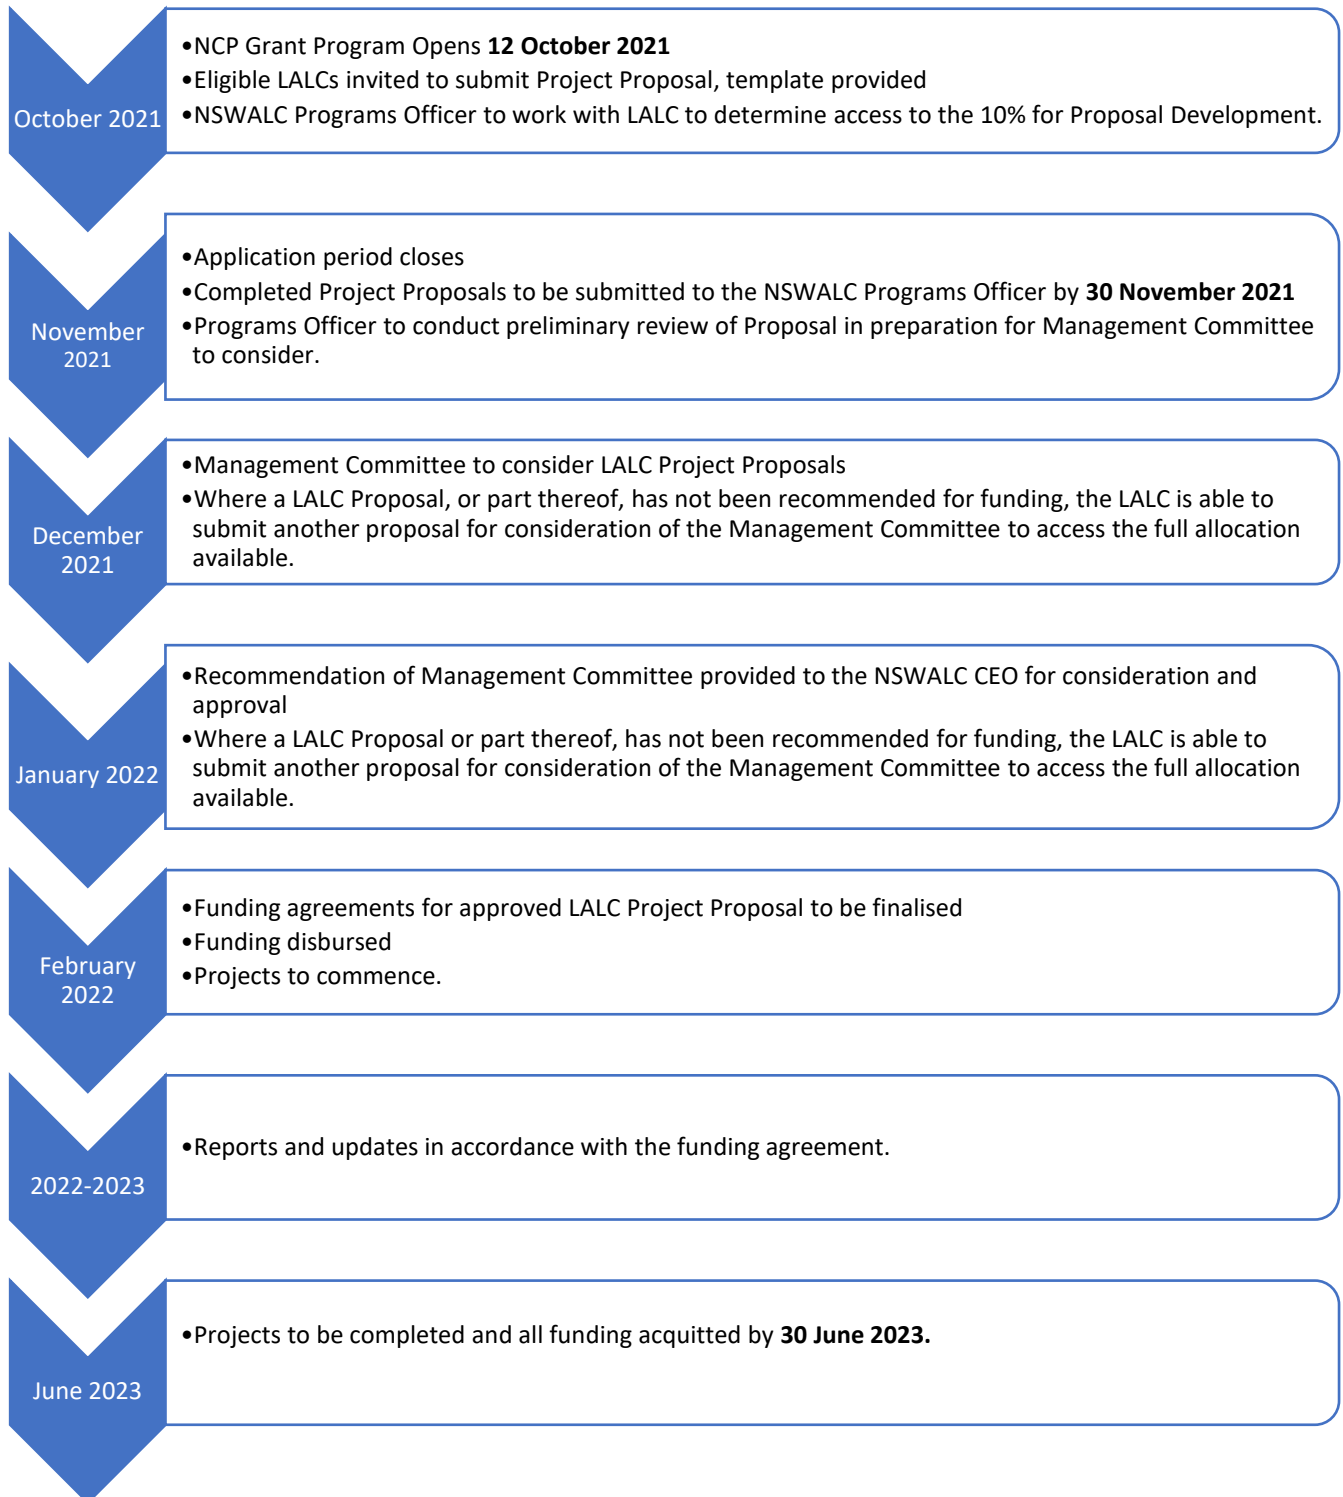 October 2021
•NCP Grant Program Opens 12 October 2021
•Eligible LALCs invited to submit Project Proposal, template provided
•NSWALC Programs Officer to work with LALC to determine access to the 10% for Proposal Development.
November
2021
•Application period closes
•Completed Project Proposals to be submitted to the NSWALC Programs Officer by 30 November 2021
•Programs Officer to conduct preliminary review of Proposal in preparation for Management Committee
to consider.
December
2021
•Management Committee to consider LALC Project Proposals
•Where a LALC Proposal, or part thereof, has not been recommended for funding, the LALC is able to
submit another proposal for consideration of the Management Committee to access the full allocation
available.
January 2022
•Recommendation of Management Committee provided to the NSWALC CEO for consideration and
approval
•Where a LALC Proposal or part thereof, has not been recommended for funding, the LALC is able to
submit another proposal for consideration of the Management Committee to access the full allocation
available.
February
2022
•Funding agreements for approved LALC Project Proposal to be finalised
•Funding disbursed
•Projects to commence.
2022-2023
•Reports and updates in accordance with the funding agreement.
June 2023
•Projects to be completed and all funding acquitted by 30 June 2023.